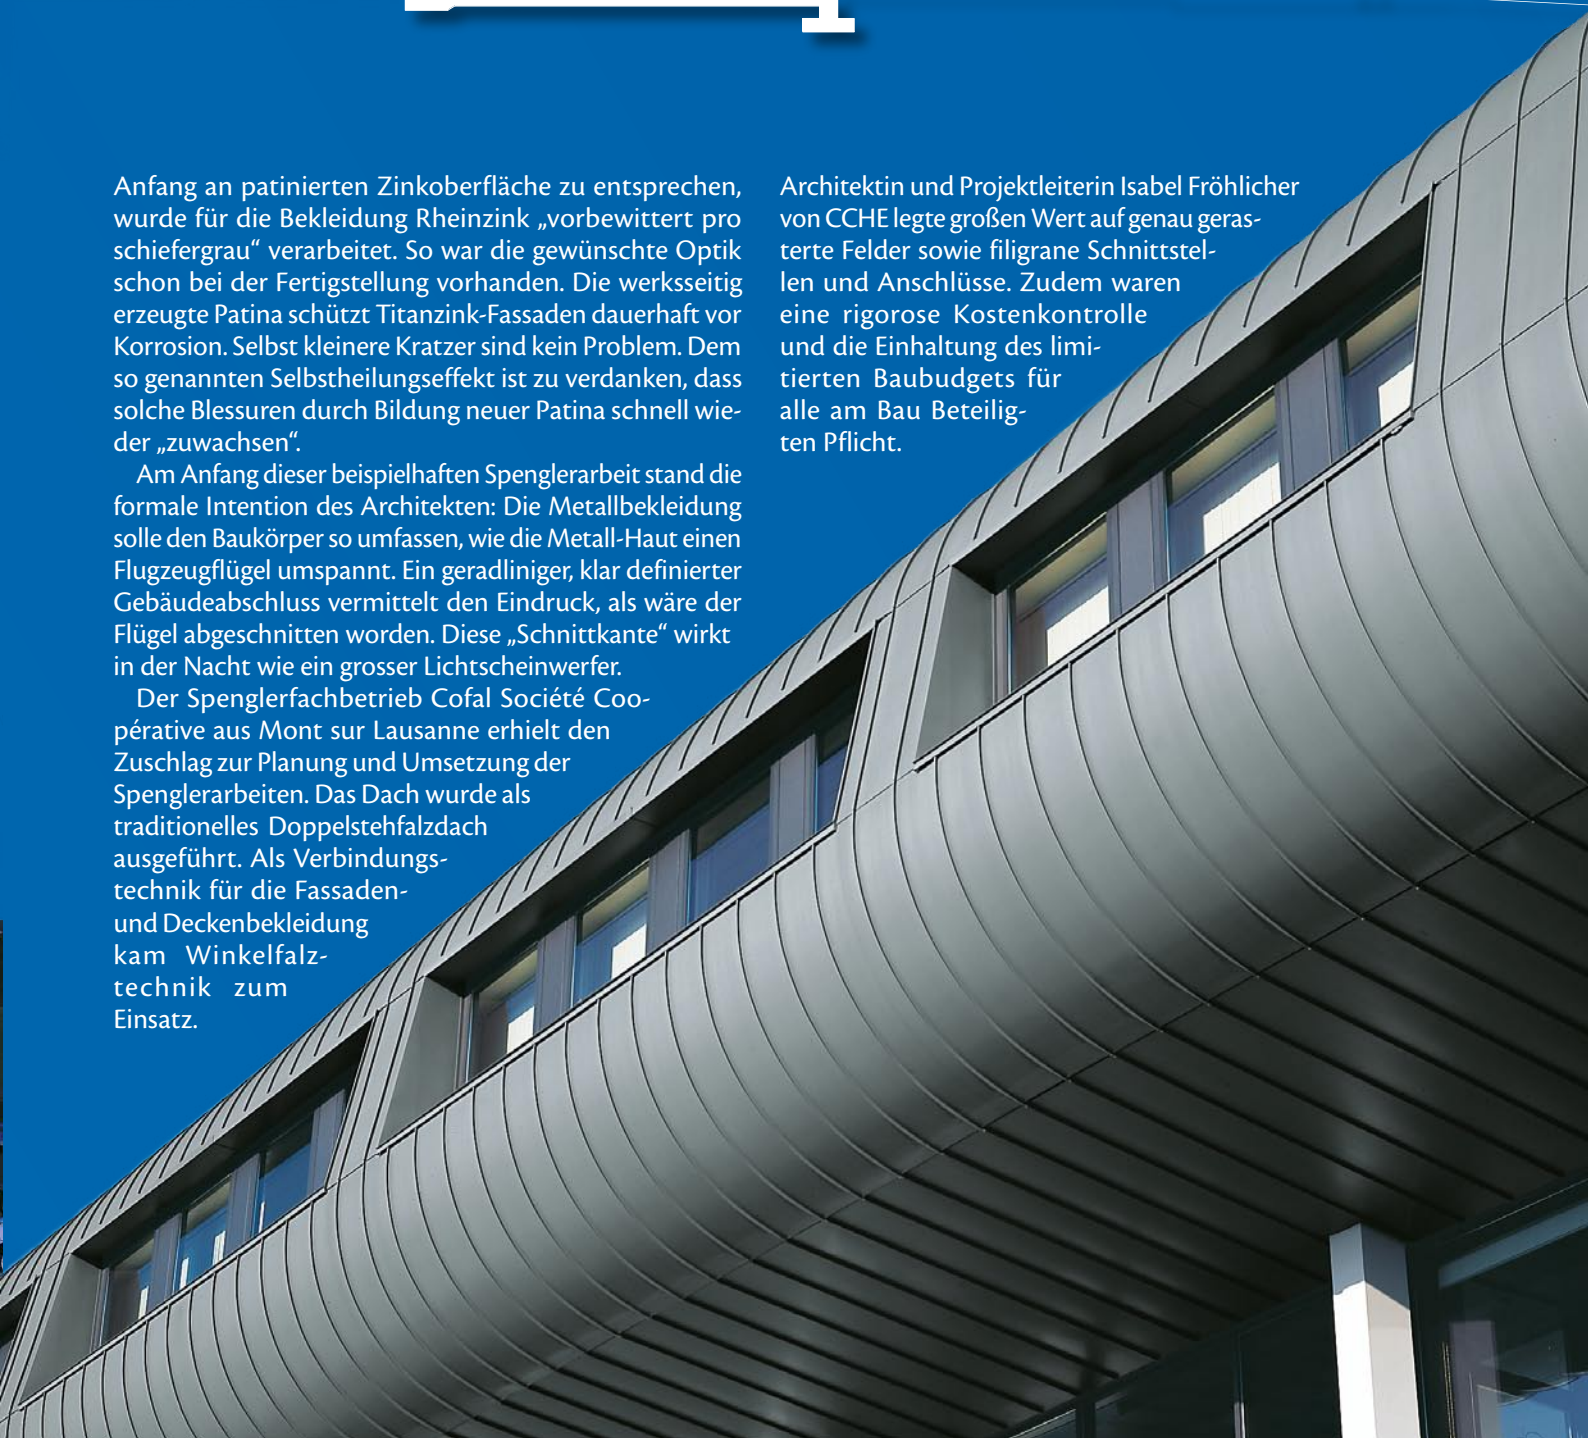 Anfang an patinierten Zinkoberfläche zu entsprechen,
wurde für die Bekleidung Rheinzink „vorbewittert pro
schiefergrau“ verarbeitet. So war die gewünschte Optik
schon bei der Fertigstellung vorhanden. Die werksseitig
erzeugte Patina schützt Titanzink-Fassaden dauerhaft vor
Korrosion. Selbst kleinere Kratzer sind kein Problem. Dem
so genannten Selbstheilungseffekt ist zu verdanken, dass
solche Blessuren durch Bildung neuer Patina schnell wie-
der „zuwachsen“.
Am Anfang dieser beispielhaften Spenglerarbeit stand die
formale Intention des Architekten: Die Metallbekleidung
solle den Baukörper so umfassen, wie die Metall-Haut einen
Flugzeugflügel umspannt. Ein geradliniger, klar definierter
Gebäudeabschluss vermittelt den Eindruck, als wäre der
Flügel abgeschnitten worden. Diese „Schnittkante“ wirkt
in der Nacht wie ein grosser Lichtscheinwerfer.
Der Spenglerfachbetrieb Cofal Société Coo-
pérative aus Mont sur Lausanne erhielt den
Zuschlag zur Planung und Umsetzung der
Spenglerarbeiten. Das Dach wurde als
traditionelles Doppelstehfalzdach
ausgeführt. Als Verbindungs-
technik für die Fassaden-
und Deckenbekleidung
kam Winkelfalz-
technik zum
Einsatz.
Architektin und Projektleiterin Isabel Fröhlicher
von CCHE legte großen Wert auf genau geras-
terte Felder sowie filigrane Schnittstel-
len und Anschlüsse. Zudem waren
eine rigorose Kostenkontrolle
und die Einhaltung des limi-
tierten Baubudgets für
alle am Bau Beteilig-
ten Pflicht.